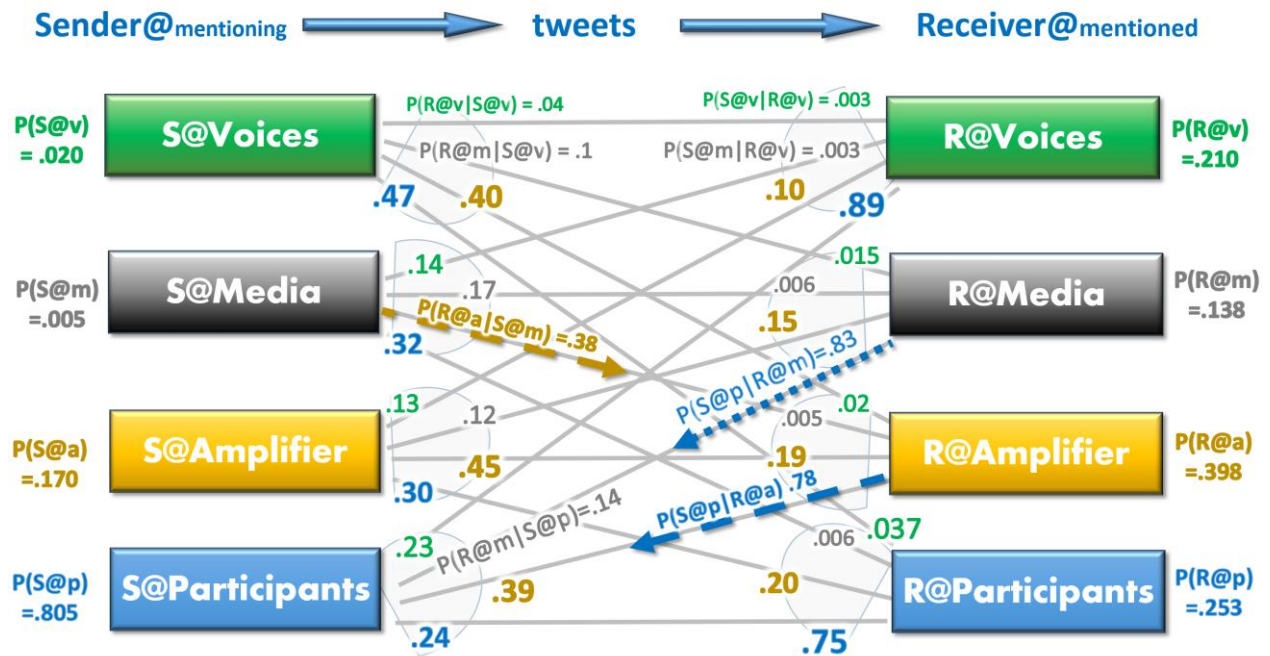 Sender@mentioning tweets Receiver@mentioned
P(S@v)
= .020
S@Voices
P(R@v|S@v) = .04
P(R@m|S@v) = .1
.47
.40
P(S@v|R@v) = .003
P(S@m|R@v) = .003
.10
.89
R@Voices
P(R@v)
=.210
P(S@m)
=.005
S@Media
.14
.17
P(R@a|S@m) =.38
.32
.015
.006
.15
P(S@p|R@m)=.83
R@Media
P(R@m)
=.138
P(S@a)
=.170
S@Amplifier
.13
.12
.45
.30
.02
.005
.19
P(S@p|R@a) .78
R@Amplifier
P(R@a)
=.398
P(S@p)
=.805
S@Participants
.23
P(R@m|S@p)=.14
.39
.24
.037
.006
.20
.75
R@Participants
P(R@p)
=.253